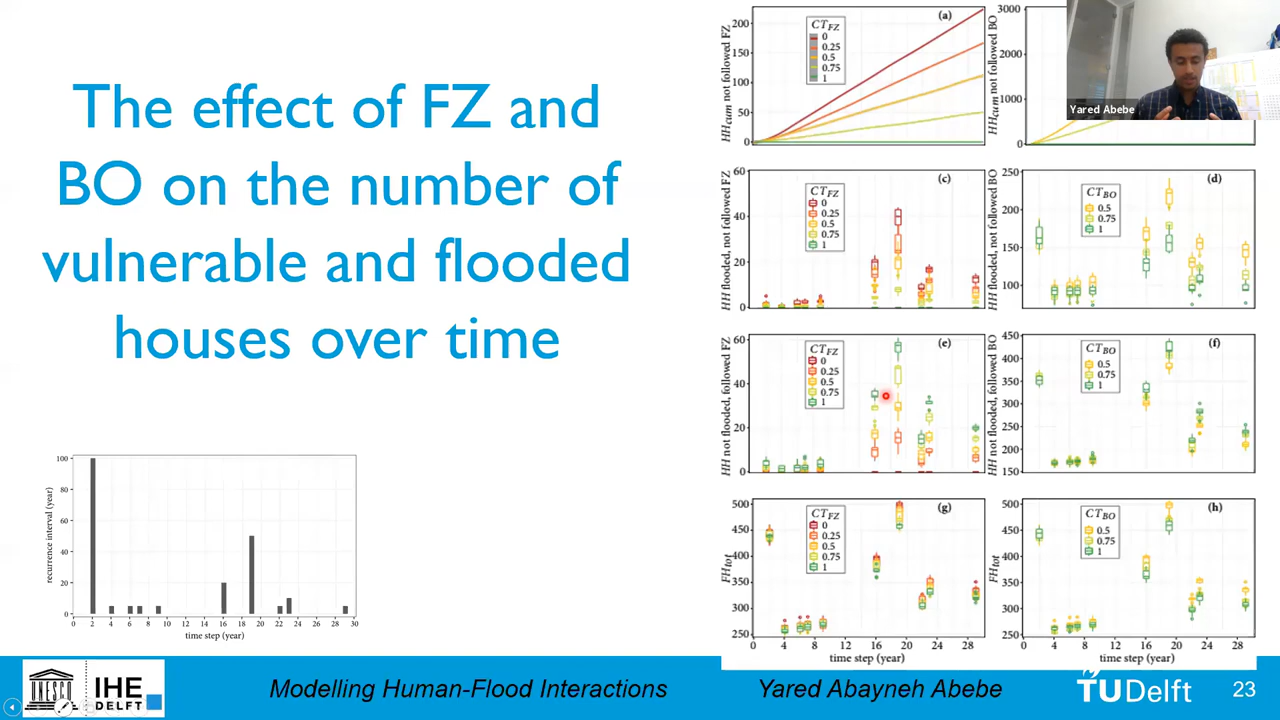 The effect of FZ and
BO on the number of
vulnerable and flooded
houses over time
recurrence interval (year)
100
80
60
40
20
0
0 2 4 6 8 10 12 14 16 18 20 22 24 26 28 30
time step (year)
HHcum not followed FZ
200
150
100
50
0
(a)
CTFZ
0
0.25
0.5
0.75
1
HHcum not followed BO
3000
2000
1000
0
Yared Abebe
HH flooded, not followed FZ
60
40
20
0
(c)
CTFZ
0
0.25
0.5
0.75
1
HH flooded, not followed BO
250
200
150
100
(d)
CTBO
0.5
0.75
1
HH not flooded, followed FZ
60
40
20
0
(e)
CTFZ
0
0.25
0.5
0.75
1
HH not flooded, followed BO
450
400
350
300
250
200
150
(f)
CTBO
0.5
0.75
1
FHtot
500
450
400
350
300
250
(g)
CTFZ
0
0.25
0.5
0.75
1
0 4 8 12 16 20 24 28
time step (year)
FHtot
500
450
400
350
300
250
(h)
CTBO
0.5
0.75
1
0 4 8 12 16 20 24 28
time step (year)
UNESCO
IHE
DELFT
Modelling Human-Flood Interactions
Yared Abayneh Abebe
TUDelft
23